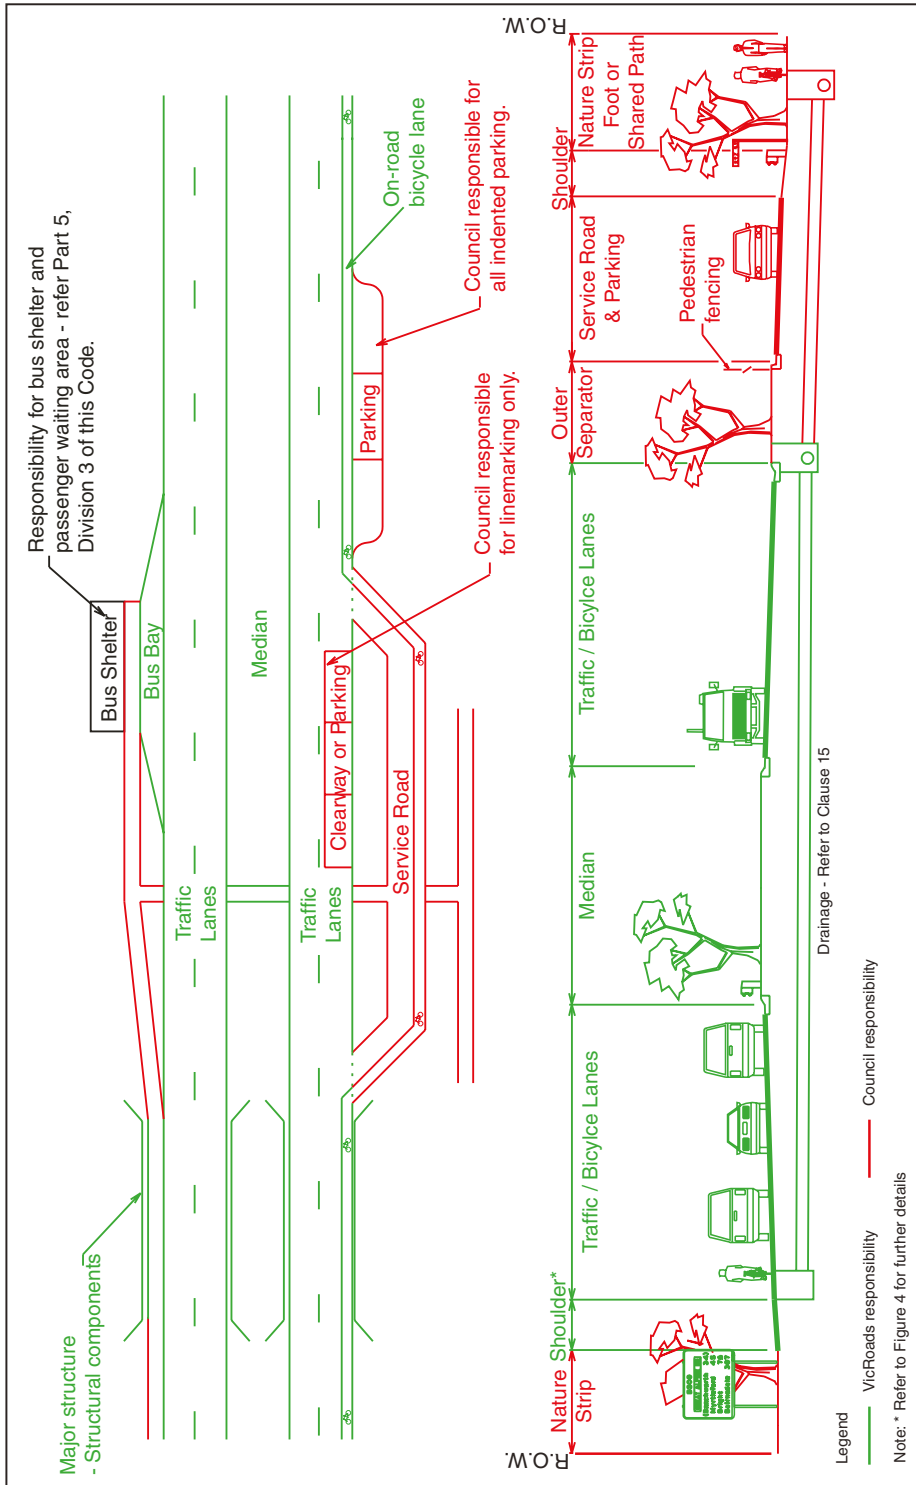 Responsibility for bus shelter and
passenger waiting area - refer Part 5,
Division 3 of this Code.
Major structure
- Structural components
Bus Shelter
Bus Bay
Traffic
Lanes
Median
Traffic
Lanes
Clearway or Parking
Service Road
Parking
On-road
bicycle lane
Council responsible for
all indented parking.
Council responsible
for linemarking only.
R.O.W.
Nature
Strip
Shoulder*
Traffic / Bicylce Lanes
Median
Traffic / Bicylce Lanes
Outer
Separator
Service Road
& Parking
Shoulder
Nature Strip
Foot or
Shared Path
R.O.W.
Pedestrian
fencing
Drainage - Refer to Clause 15
Legend
VicRoads responsibility
Council responsibility
Note: * Refer to Figure 4 for further details